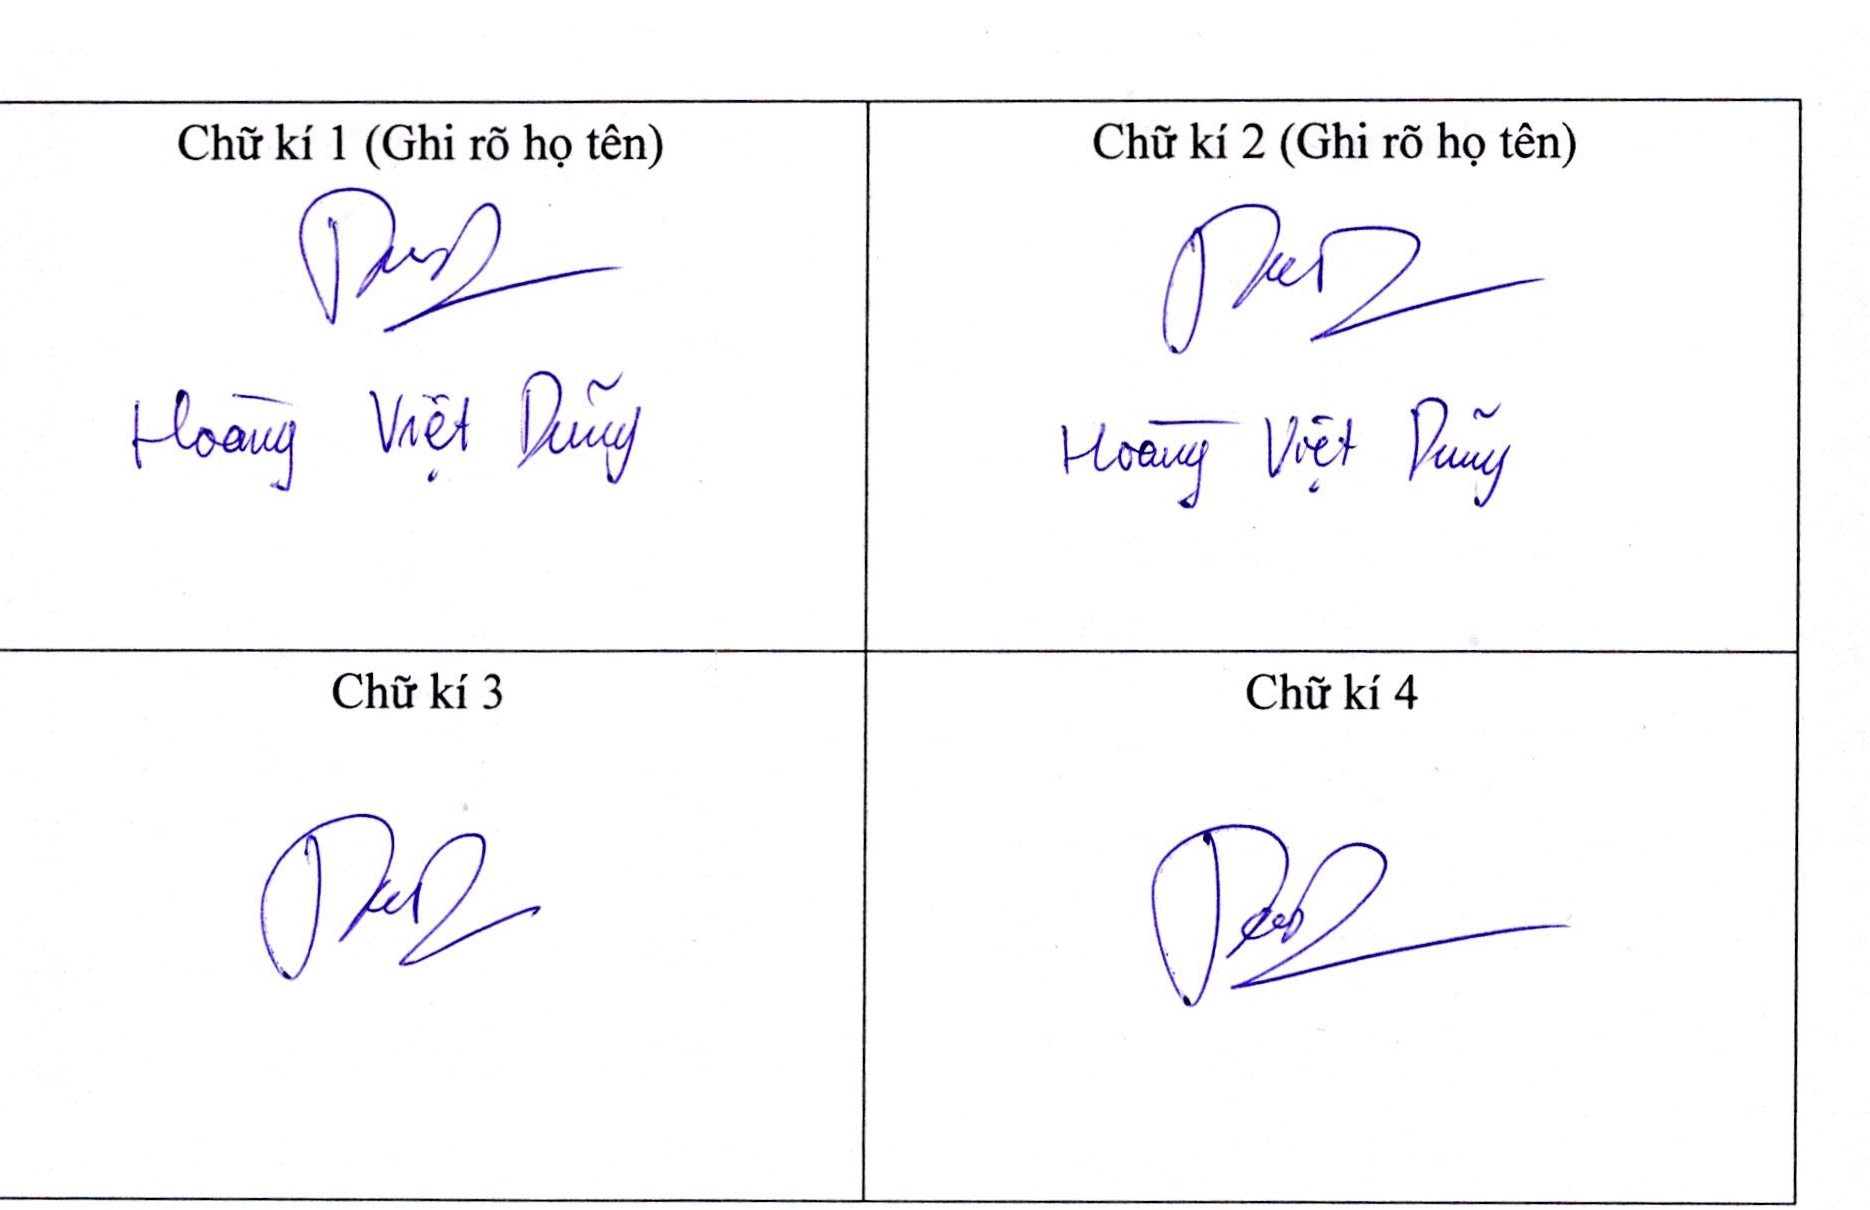 Chữ kí 1 (Ghi rõ họ tên)
Hoàng Việt Dũng
Chữ kí 2 (Ghi rõ họ tên)
Hoàng Việt Dũng
Chữ kí 3
Chữ kí 4